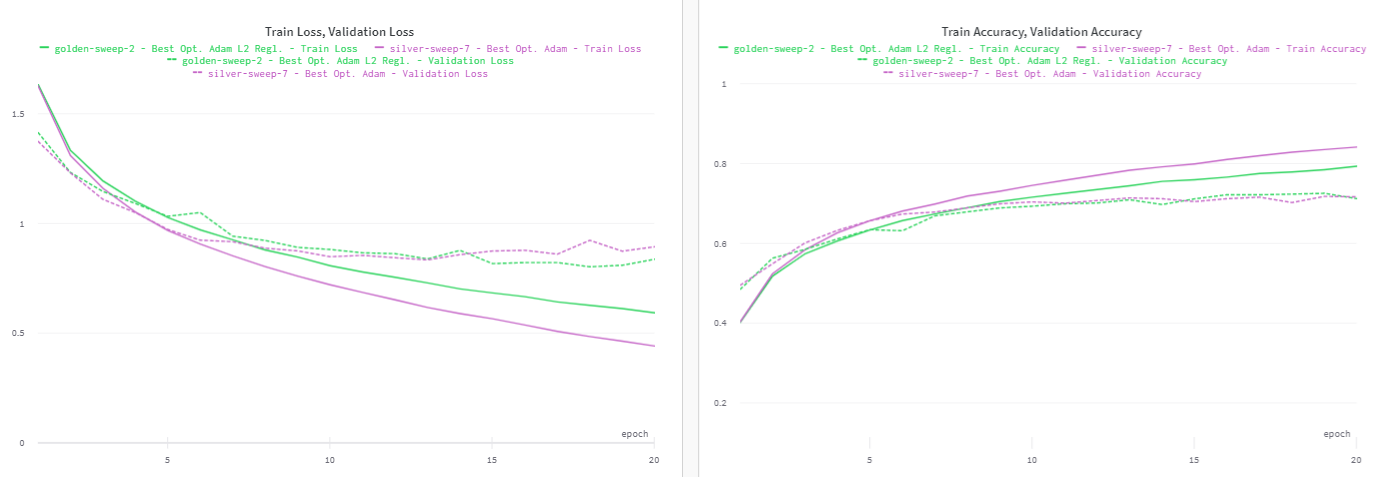 Train Loss, Validation Loss
golden-sweep-2 - Best Opt. Adam L2 Regl. - Train Loss silver-sweep-7 - Best Opt. Adam - Train Loss
golden-sweep-2 - Best Opt. Adam L2 Regl. - Validation Loss
silver-sweep-7 - Best Opt. Adam - Validation Loss
1.5
1
0.5
0
epoch
5 10 15 20
Train Accuracy, Validation Accuracy
golden-sweep-2 - Best Opt. Adam L2 Regl. - Train Accuracy silver-sweep-7 - Best Opt. Adam - Train Accuracy
golden-sweep-2 - Best Opt. Adam L2 Regl. - Validation Accuracy
silver-sweep-7 - Best Opt. Adam - Validation Accuracy
1
0.8
0.6
0.4
0.2
epoch
5 10 15 20